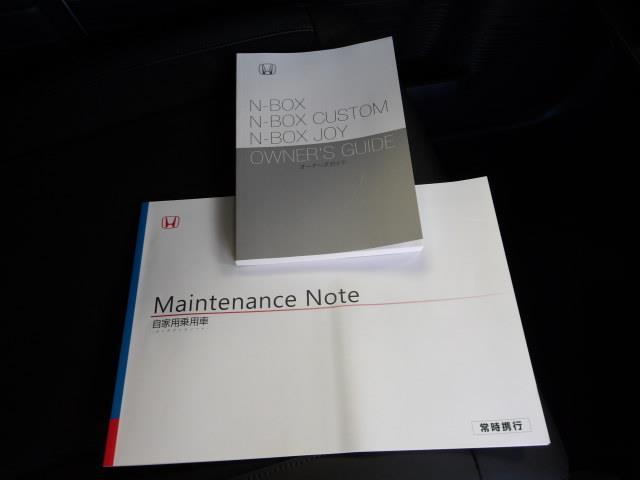 N-BOX
N-BOX CUSTOM
N-BOX JOY
OWNER'S GUIDE
オーナーズガイド
Maintenance Note
自家用乗用車
常時携行